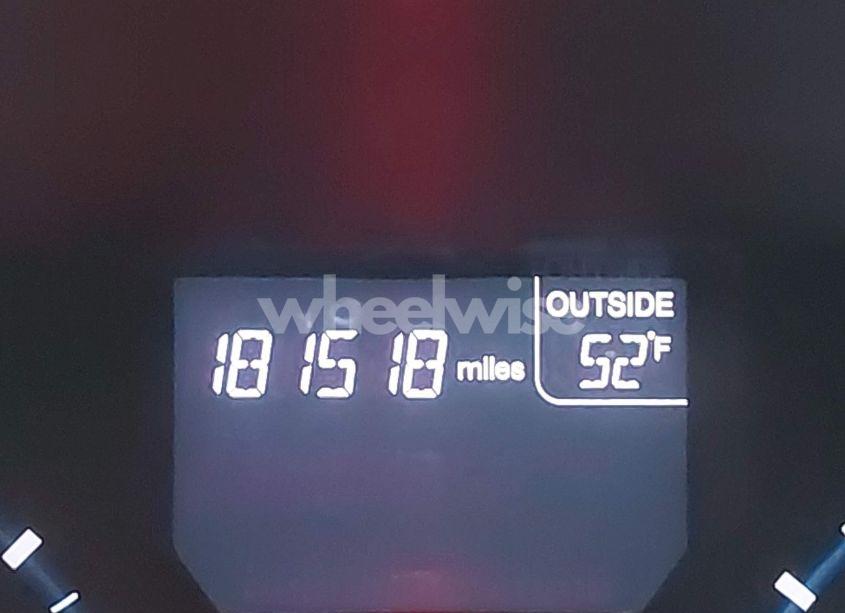 wheelwise
OUTSIDE
181518 miles
52°F